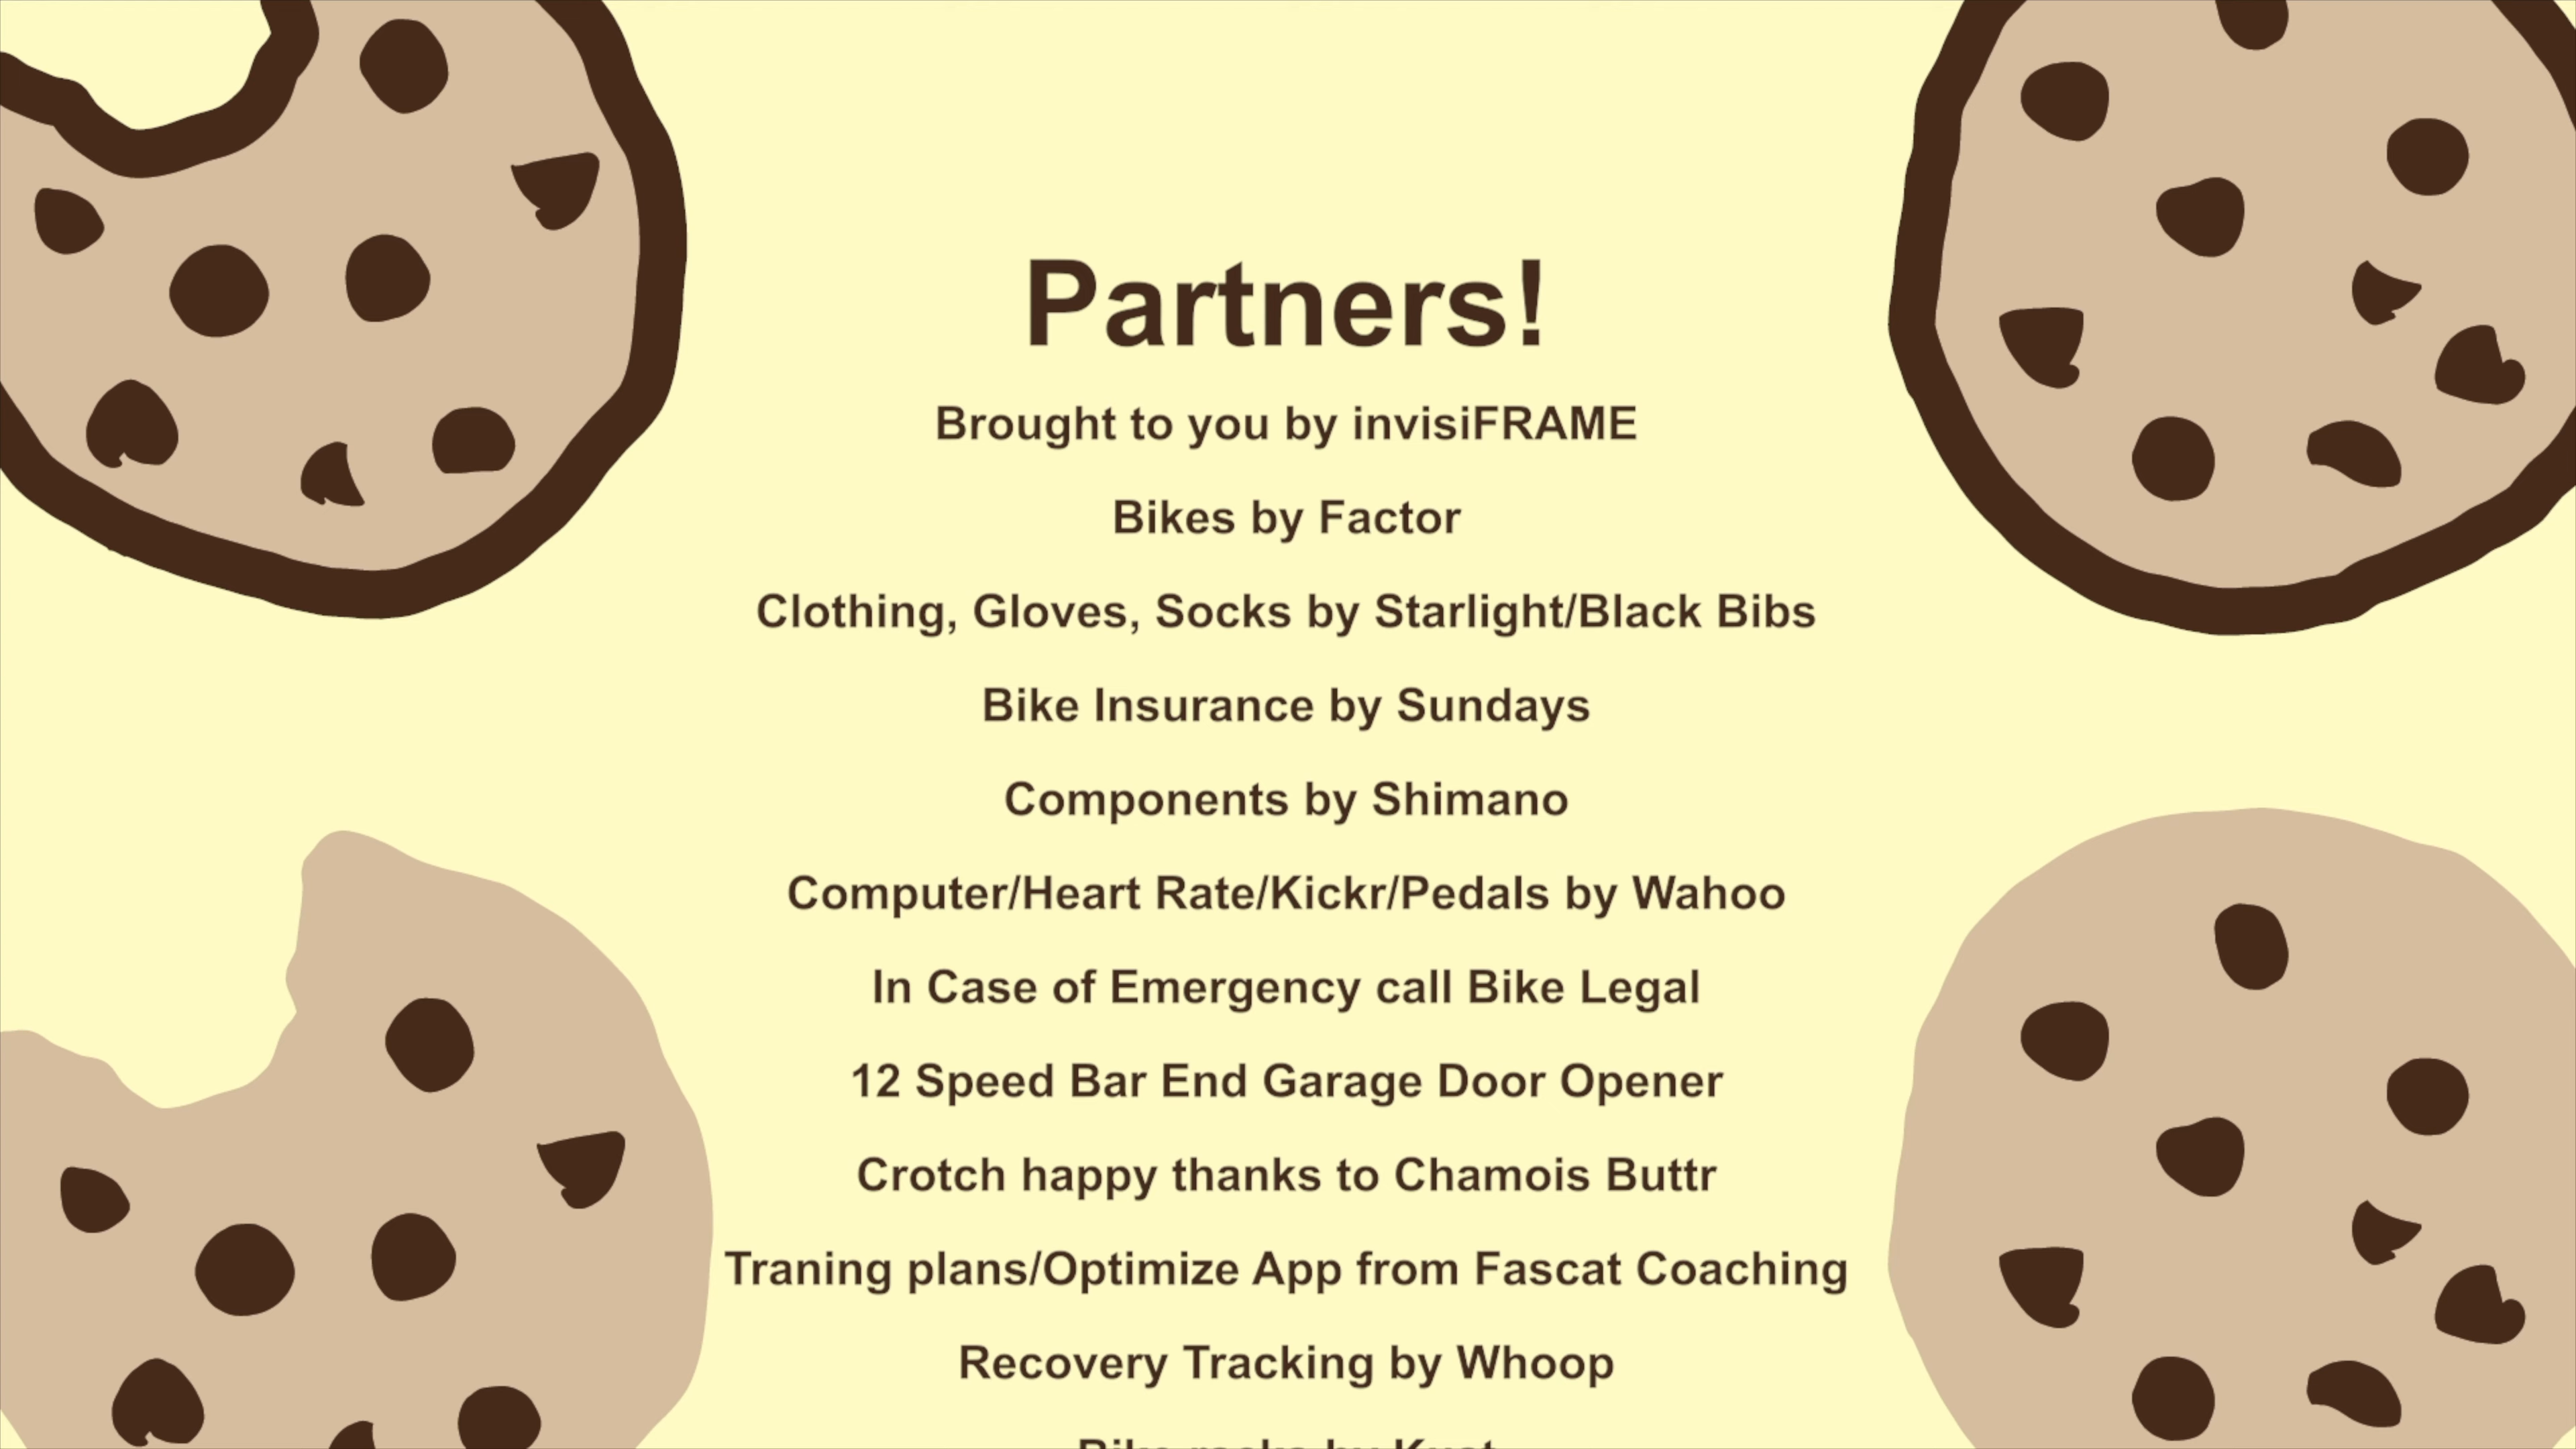 Partners!
Brought to you by invisiFRAME
Bikes by Factor
Clothing, Gloves, Socks by Starlight/Black Bibs
Bike Insurance by Sundays
Components by Shimano
Computer/Heart Rate/Kickr/Pedals by Wahoo
In Case of Emergency call Bike Legal
12 Speed Bar End Garage Door Opener
Crotch happy thanks to Chamois Buttr
Traning plans/Optimize App from Fascat Coaching
Recovery Tracking by Whoop
Bike racks by